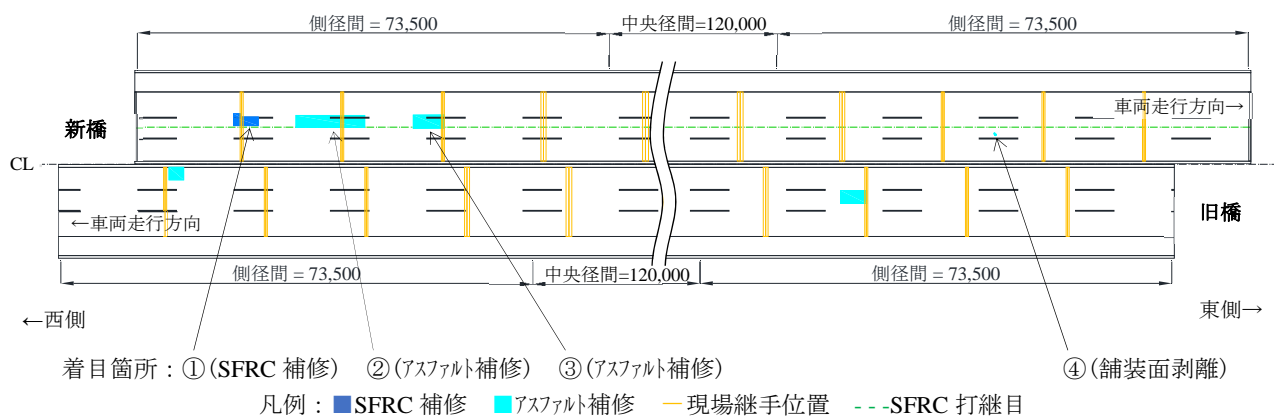 側径間 = 73,500 中央径間=120,000 側径間 = 73,500
車両走行方向→
新橋
CL
←車両走行方向
旧橋
側径間 = 73,500 中央径間=120,000 側径間 = 73,500
←西側 東側→
着目箇所：①(SFRC 補修) ②(ｱｽﾌｧﾙﾄ補修) ③(ｱｽﾌｧﾙﾄ補修) ④(舗装面剥離)
凡例： SFRC 補修 ｱｽﾌｧﾙﾄ補修 現場継手位置 SFRC 打継目